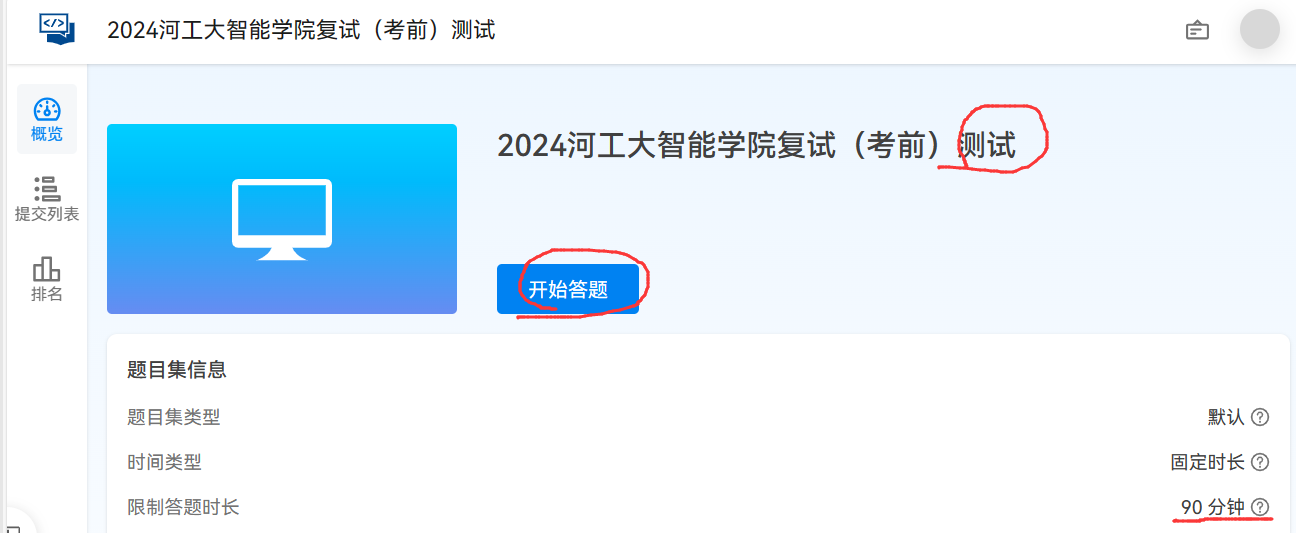 2024河工大智能学院复试（考前）测试
概览
提交列表
排名
2024河工大智能学院复试（考前）测试
开始答题
题目集信息
题目集类型 默认
时间类型 固定时长
限制答题时长 90 分钟